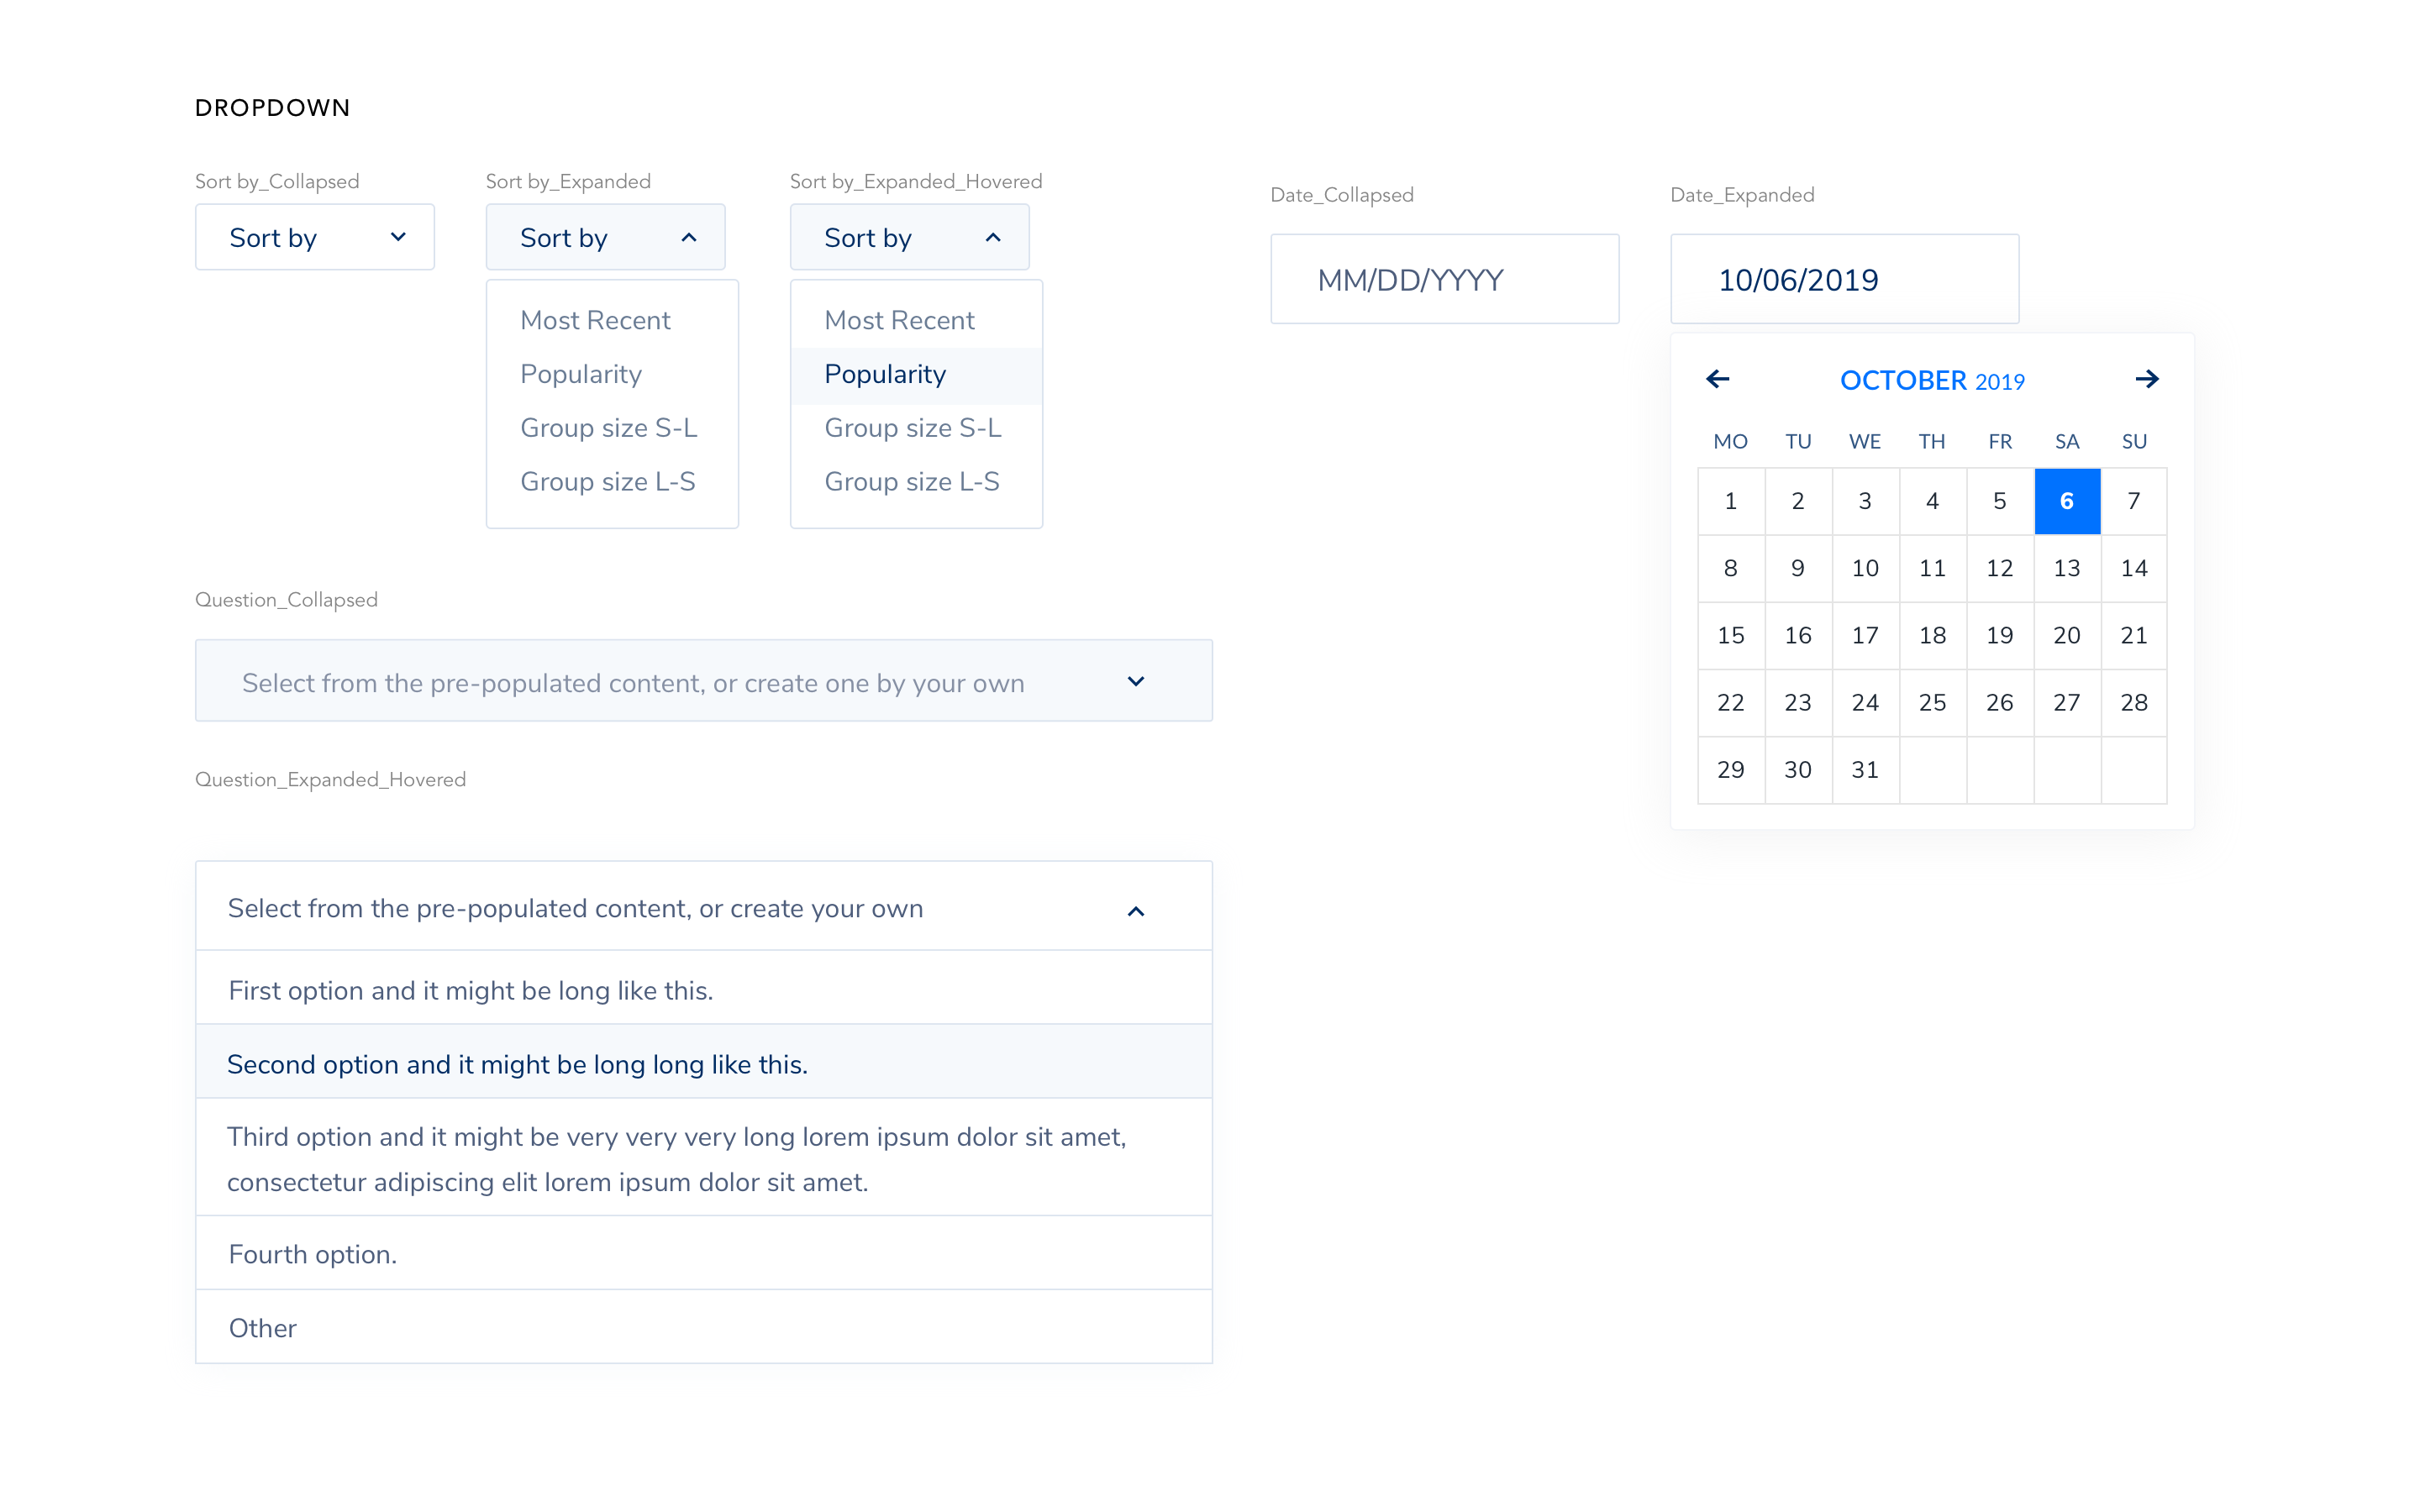 DROPDOWN
Sort by_Collapsed
Sort by
Sort by_Expanded
Sort by
Most Recent
Popularity
Group size S-L
Group size L-S
Sort by_Expanded_Hovered
Sort by
Most Recent
Popularity
Group size S-L
Group size L-S
Question_Collapsed
Select from the pre-populated content, or create one by your own
Question_Expanded_Hovered
Select from the pre-populated content, or create your own
First option and it might be long like this.
Second option and it might be long long like this.
Third option and it might be very very very long lorem ipsum dolor sit amet,
consectetur adipiscing elit lorem ipsum dolor sit amet.
Fourth option.
Other
Date_Collapsed
MM/DD/YYYY
Date_Expanded
10/06/2019
OCTOBER 2019
MO TU WE TH FR SA SU
1 2 3 4 5 6 7
8 9 10 11 12 13 14
15 16 17 18 19 20 21
22 23 24 25 26 27 28
29 30 31